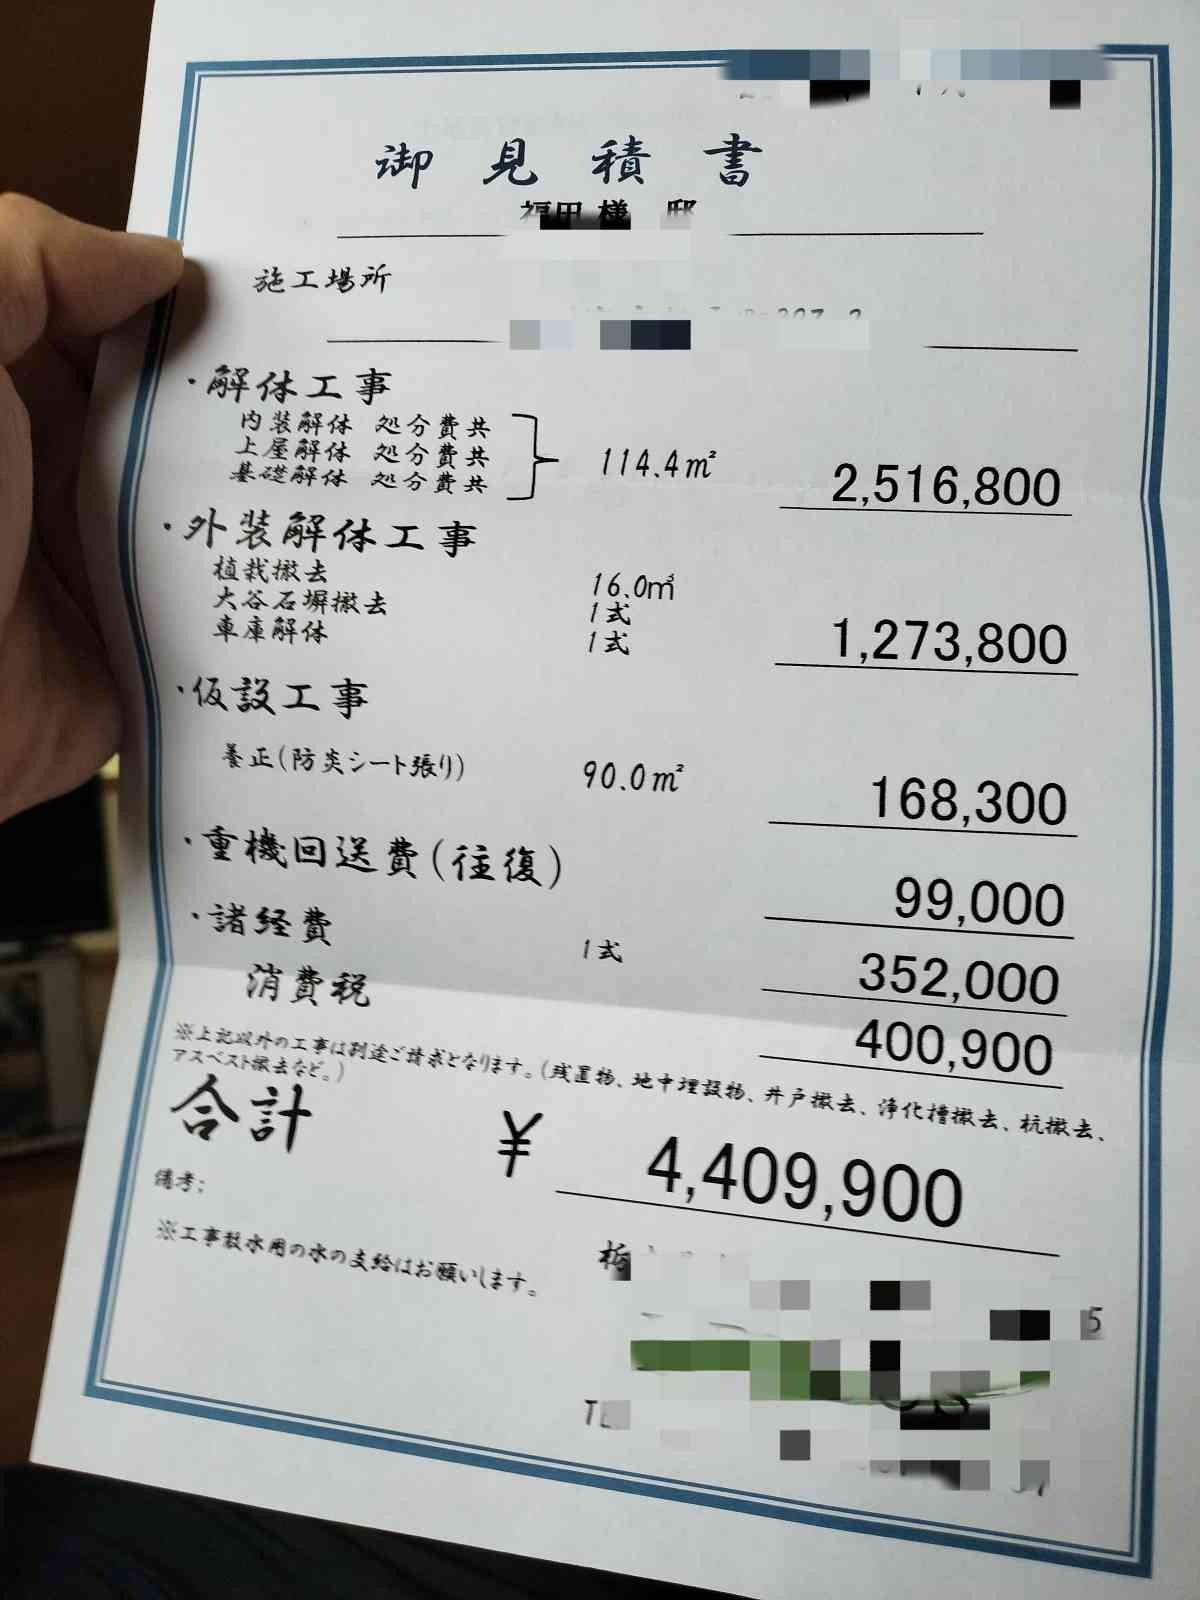 御見積書
福田様 邸
施工場所
・解体工事
内装解体 処分費共
上屋解体 処分費共
基礎解体 処分費共
114.4㎡
2,516,800
・外装解体工事
植栽撤去 16.0㎥
大谷石塀撤去 1式
車庫解体 1式
1,273,800
・仮設工事
養正(防炎シート張り) 90.0㎡
168,300
・重機回送費(往復)
99,000
・諸経費 1式
352,000
消費税
400,900
※上記以外の工事は別途ご請求となります。(残置物、地中埋設物、井戸撤去、浄化槽撤去、杭撤去、
アスベスト撤去など。)
合計 ¥ 4,409,900
備考;
※工事散水用の水の支給はお願いします。